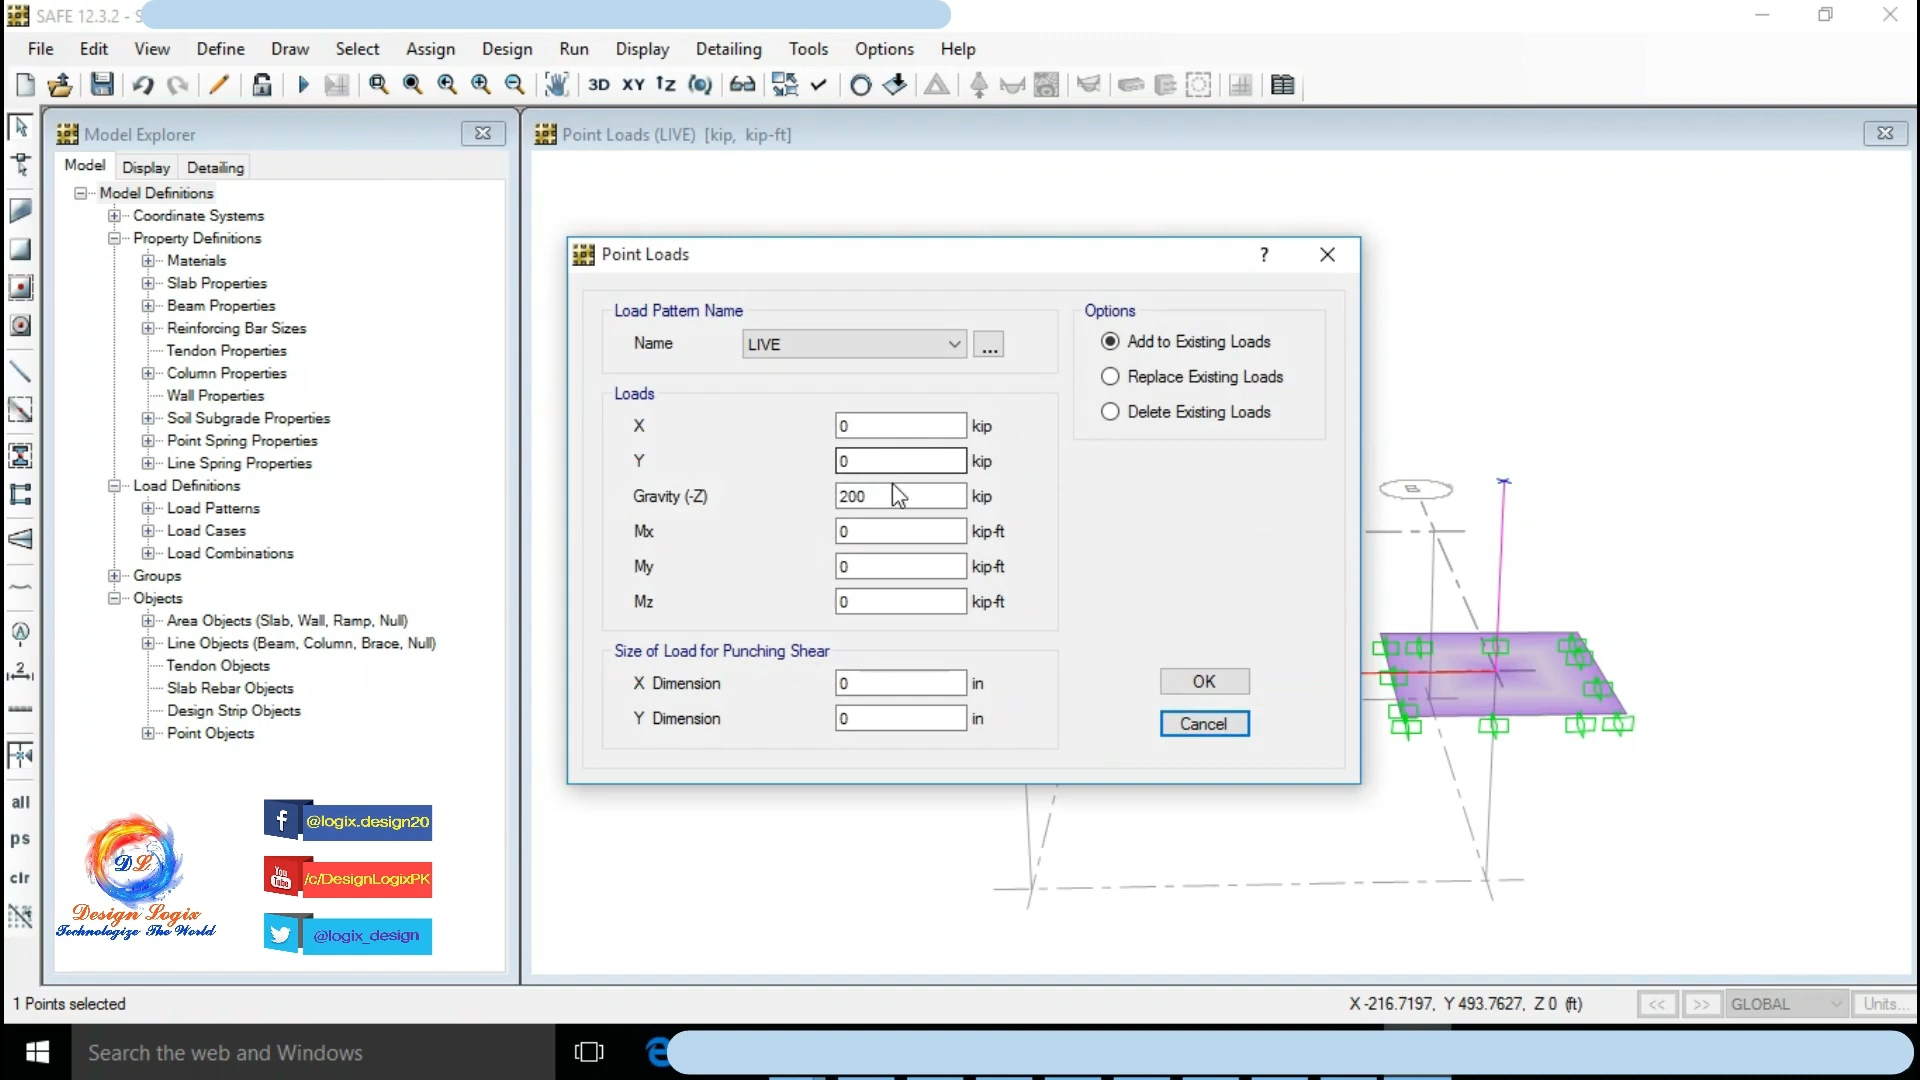 SAFE 12.3.2 - S
File Edit View Define Draw Select Assign Design Run Display Detailing Tools Options Help
3D XY
Model Explorer
Model Display Detailing
Model Definitions
Coordinate Systems
Property Definitions
Materials
Slab Properties
Beam Properties
Reinforcing Bar Sizes
Tendon Properties
Column Properties
Wall Properties
Soil Subgrade Properties
Point Spring Properties
Line Spring Properties
Load Definitions
Load Patterns
Load Cases
Load Combinations
Groups
Objects
Area Objects (Slab, Wall, Ramp, Null)
Line Objects (Beam, Column, Brace, Null)
Tendon Objects
Slab Rebar Objects
Design Strip Objects
Point Objects
all
ps
clr
DL
Design Logix
Technologize The World
f @logix.design20
You Tube /c/DesignLogixPK
@logix_design
Point Loads (LIVE) [kip, kip-ft]
Point Loads ?
Load Pattern Name
Name LIVE ...
Loads
X 0 kip
Y 0 kip
Gravity (-Z) 200 kip
Mx 0 kip-ft
My 0 kip-ft
Mz 0 kip-ft
Size of Load for Punching Shear
X Dimension 0 in
Y Dimension 0 in
Options
Add to Existing Loads
Replace Existing Loads
Delete Existing Loads
OK
Cancel
B
1 Points selected
X -216.7197, Y 493.7627, Z 0 (ft)
<< >> GLOBAL Units...
Search the web and Windows